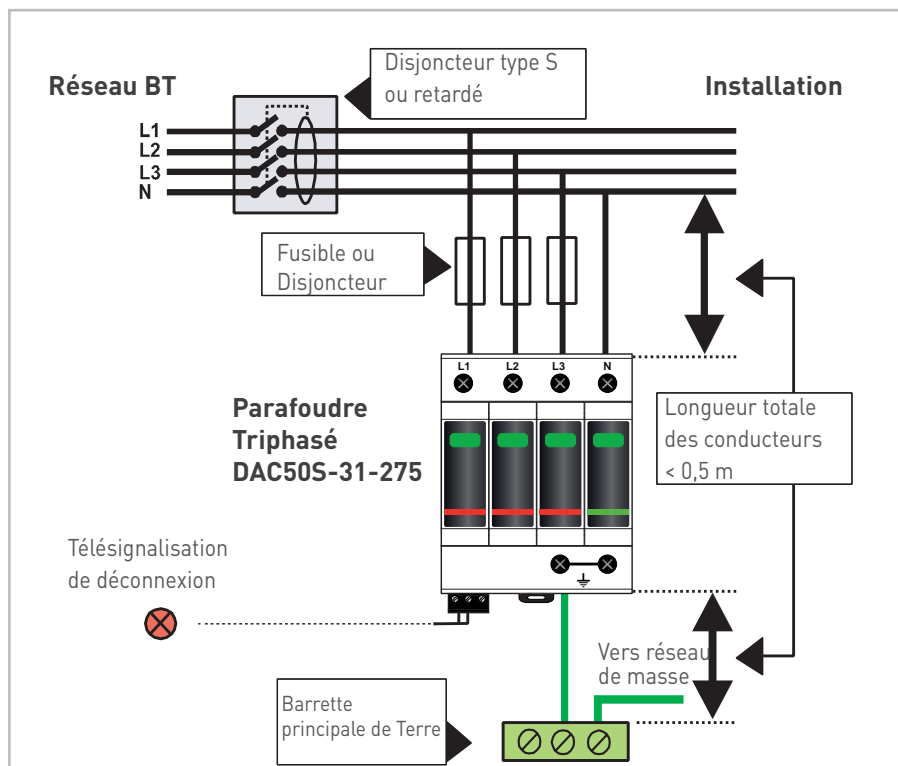 Disjoncteur type S
ou retardé
Réseau BT
Installation
L1
L2
L3
N
Fusible ou
Disjoncteur
L1 L2 L3 N
Parafoudre
Triphasé
DAC50S-31-275
Longueur totale
des conducteurs
< 0,5 m
Télésignalisation
de déconnexion
Vers réseau
de masse
Barrette
principale de Terre